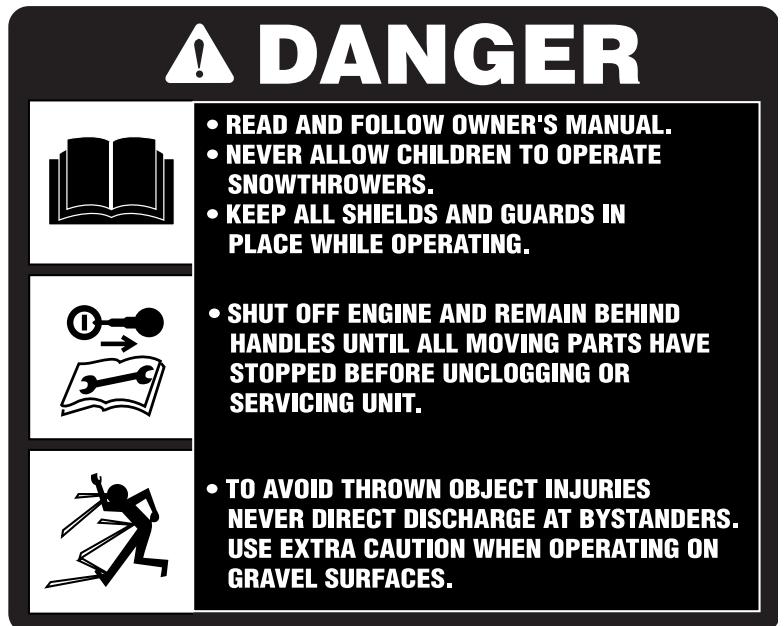 DANGER
• READ AND FOLLOW OWNER'S MANUAL.
• NEVER ALLOW CHILDREN TO OPERATE
SNOWTHROWERS.
• KEEP ALL SHIELDS AND GUARDS IN
PLACE WHILE OPERATING.
• SHUT OFF ENGINE AND REMAIN BEHIND
HANDLES UNTIL ALL MOVING PARTS HAVE
STOPPED BEFORE UNCLOGGING OR
SERVICING UNIT.
• TO AVOID THROWN OBJECT INJURIES
NEVER DIRECT DISCHARGE AT BYSTANDERS.
USE EXTRA CAUTION WHEN OPERATING ON
GRAVEL SURFACES.